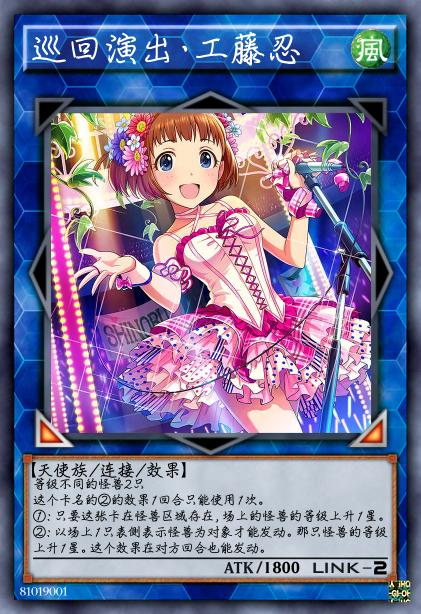 巡回演出·工藤忍
風
SHINOBU
【天使族/连接/效果】
等级不同的怪兽2只
这个卡名的②的效果1回合只能使用1次。
①：只要这张卡在怪兽区域存在，场上的怪兽的等级上升1星。
②：以场上1只表侧表示怪兽为对象才能发动。那只怪兽的等级
上升1星。这个效果在对方回合也能发动。
ATK/1800 LINK-2
81019001